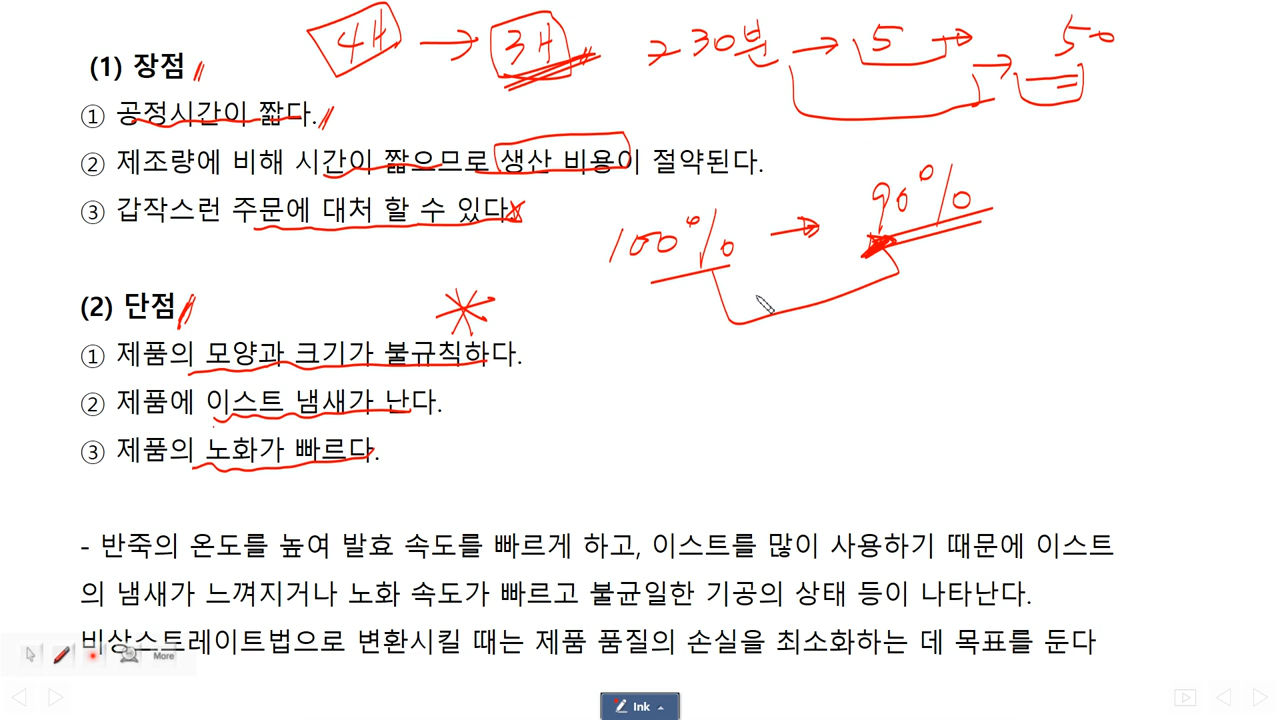 4H → 3H
30분 → 5 → → 50
(1) 장점
① 공정시간이 짧다.
② 제조량에 비해 시간이 짧으므로 생산 비용이 절약된다.
③ 갑작스런 주문에 대처 할 수 있다
100% → 90%
(2) 단점
① 제품의 모양과 크기가 불규칙하다.
② 제품에 이스트 냄새가 난다.
③ 제품의 노화가 빠르다.
- 반죽의 온도를 높여 발효 속도를 빠르게 하고, 이스트를 많이 사용하기 때문에 이스트
의 냄새가 느껴지거나 노화 속도가 빠르고 불균일한 기공의 상태 등이 나타난다.
비상스트레이트법으로 변환시킬 때는 제품 품질의 손실을 최소화하는 데 목표를 둔다
More
Ink